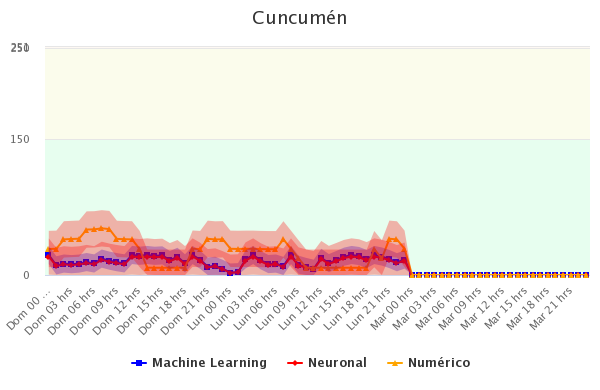 Cuncumén
250
150
0
Dom 00 ...
Dom 03 hrs
Dom 06 hrs
Dom 09 hrs
Dom 12 hrs
Dom 15 hrs
Dom 18 hrs
Dom 21 hrs
Lun 00 hrs
Lun 03 hrs
Lun 06 hrs
Lun 09 hrs
Lun 12 hrs
Lun 15 hrs
Lun 18 hrs
Lun 21 hrs
Mar 00 hrs
Mar 03 hrs
Mar 06 hrs
Mar 09 hrs
Mar 12 hrs
Mar 15 hrs
Mar 18 hrs
Mar 21 hrs
Machine Learning Neuronal Numérico